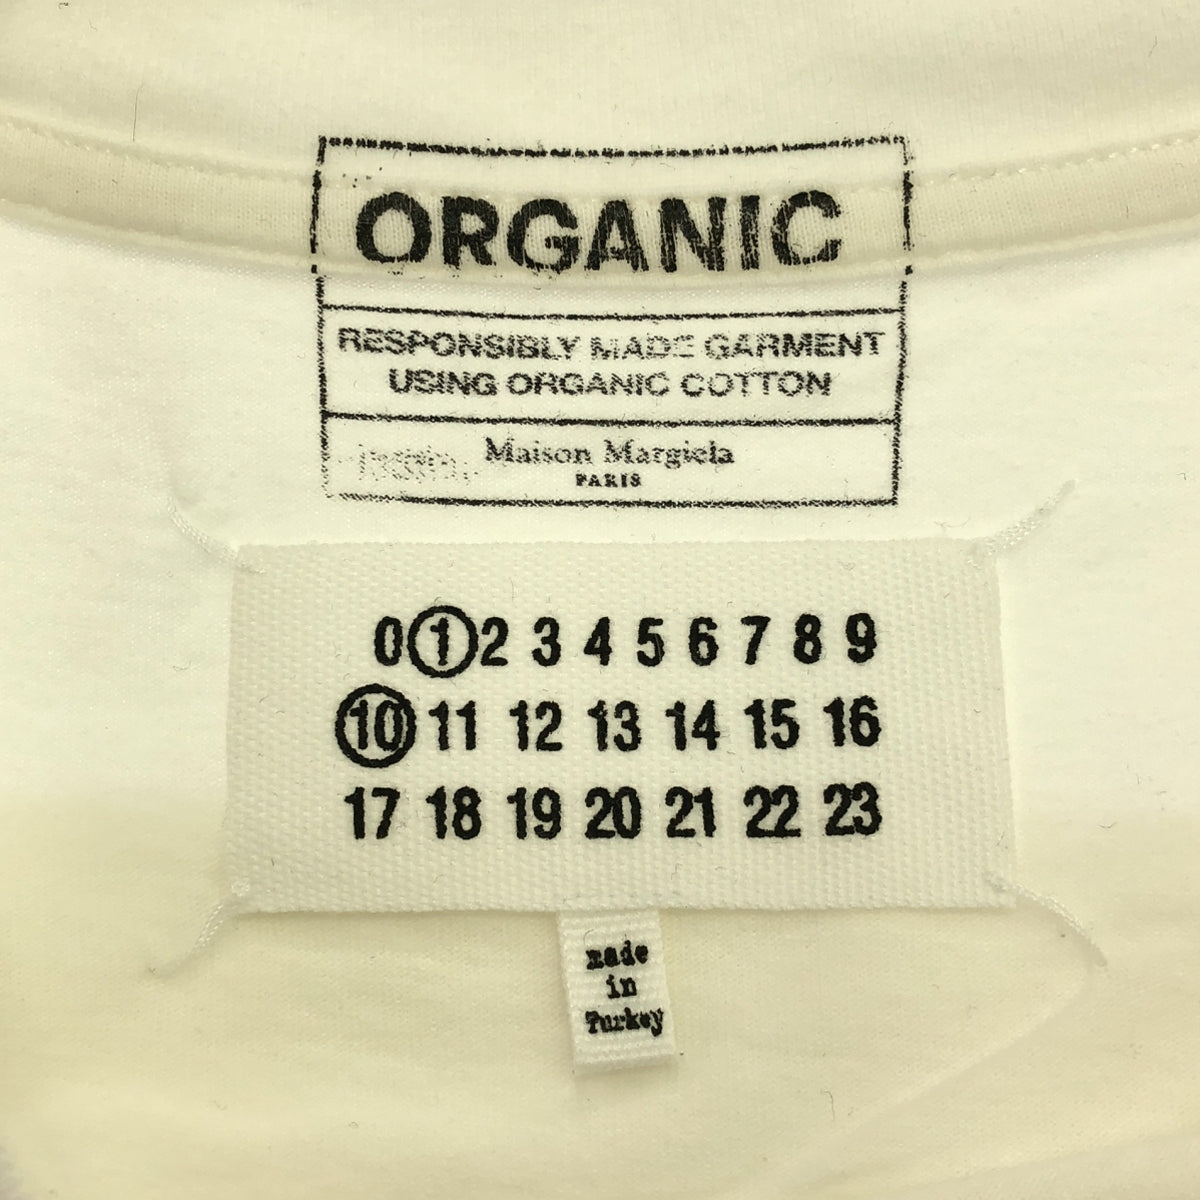 ORGANIC
RESPONSIBLY MADE GARMENT
USING ORGANIC COTTON
Maison Margiela
PARIS
0 1 2 3 4 5 6 7 8 9
10 11 12 13 14 15 16
17 18 19 20 21 22 23
made
in
Turkey